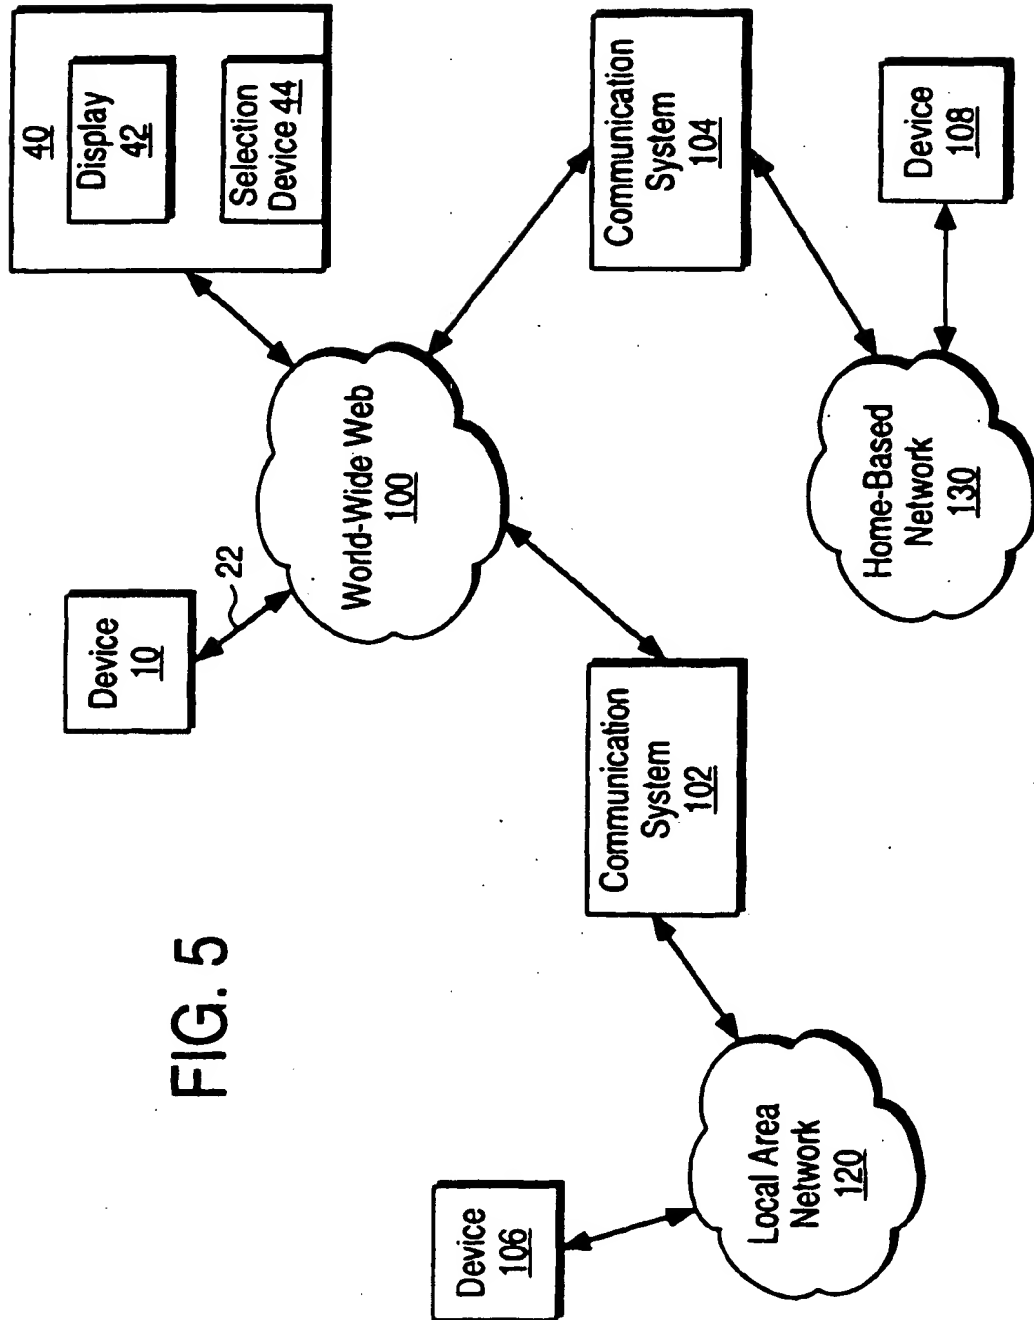 FIG. 5
Device
106
Local Area
Network
120
Communication
System
102
Device
10
22
World-Wide Web
100
40
Display
42
Selection
Device 44
Communication
System
104
Home-Based
Network
130
Device
108